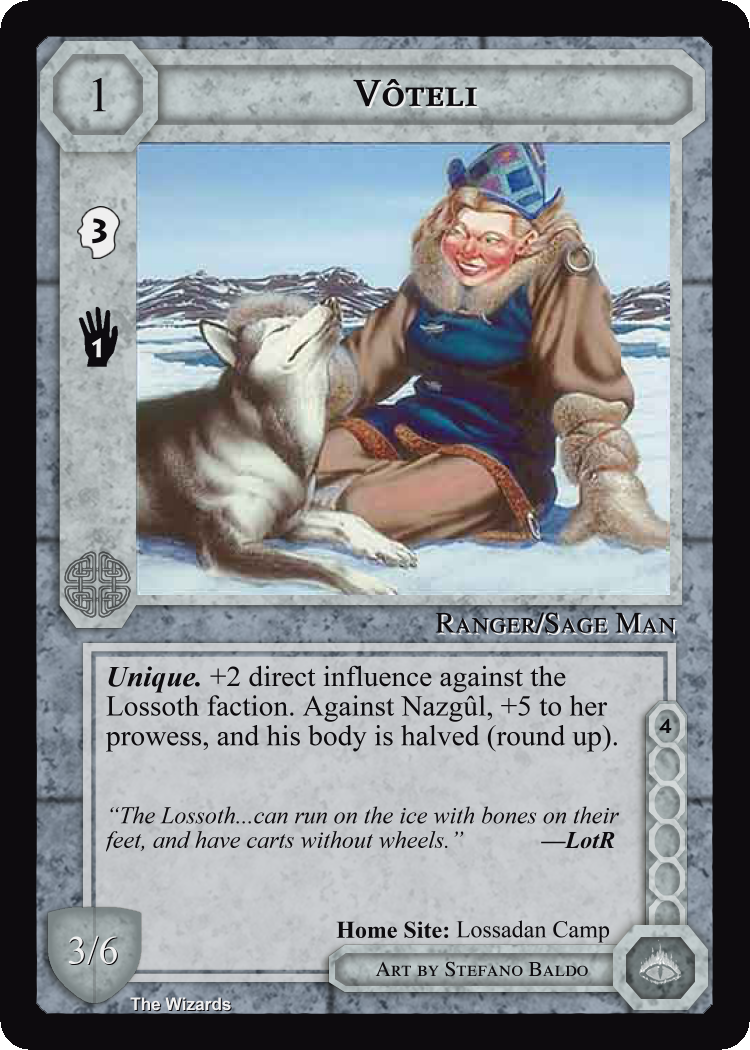 1
Vôteli
3
1
Ranger/Sage Man
Unique. +2 direct influence against the
Lossoth faction. Against Nazgûl, +5 to her
prowess, and his body is halved (round up).
4
“The Lossoth...can run on the ice with bones on their
feet, and have carts without wheels.” —LotR
Home Site: Lossadan Camp
3/6
Art by Stefano Baldo
The Wizards